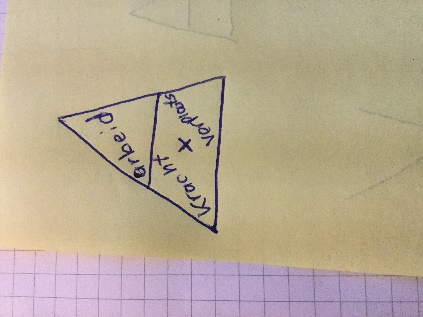 arbeid
kracht x verplaats